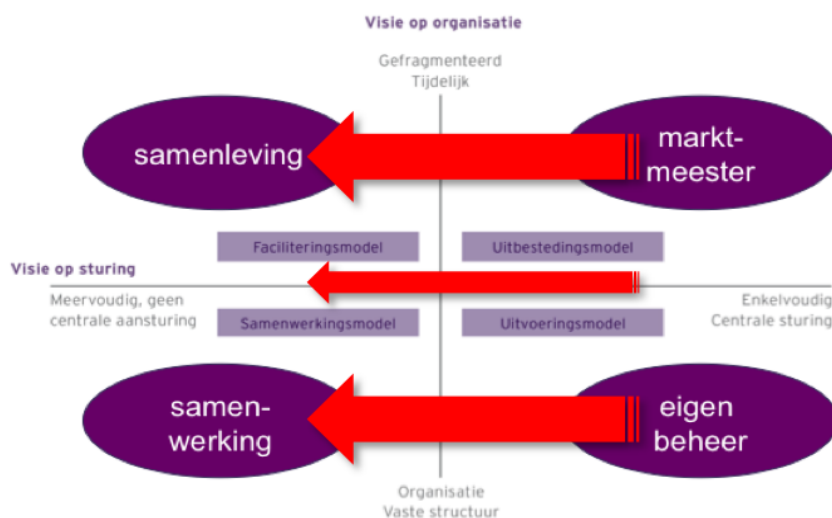 Visie op organisatie
Gefragmenteerd
Tijdelijk
samenleving
markt-
meester
Faciliteringsmodel
Uitbestedingsmodel
Visie op sturing
Meervoudig, geen
centrale aansturing
Enkelvoudig
Centrale sturing
Samenwerkingsmodel
Uitvoeringsmodel
samen-
werking
eigen
beheer
Organisatie
Vaste structuur